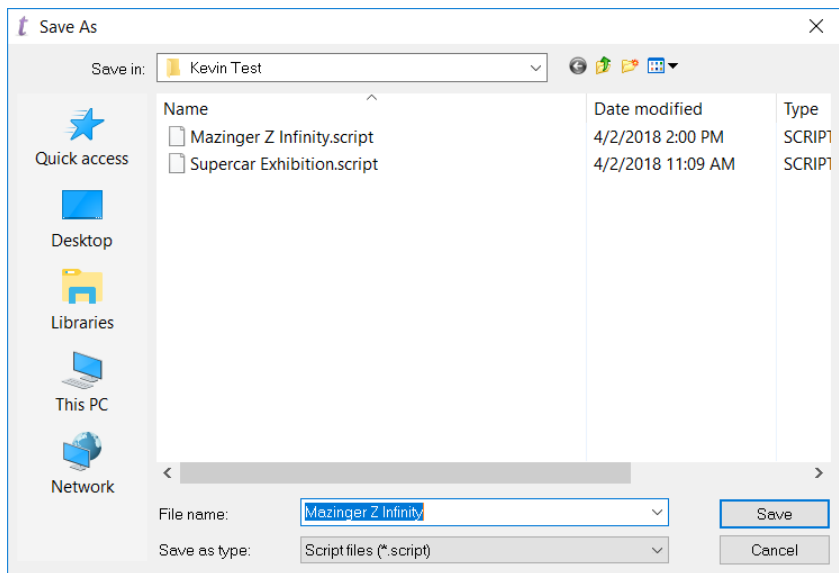 t Save As
Save in: Kevin Test
Name Date modified Type
Mazinger Z Infinity.script 4/2/2018 2:00 PM SCRIPT
Supercar Exhibition.script 4/2/2018 11:09 AM SCRIPT
Quick access
Desktop
Libraries
This PC
Network
File name: Mazinger Z Infinity Save
Save as type: Script files (*.script) Cancel